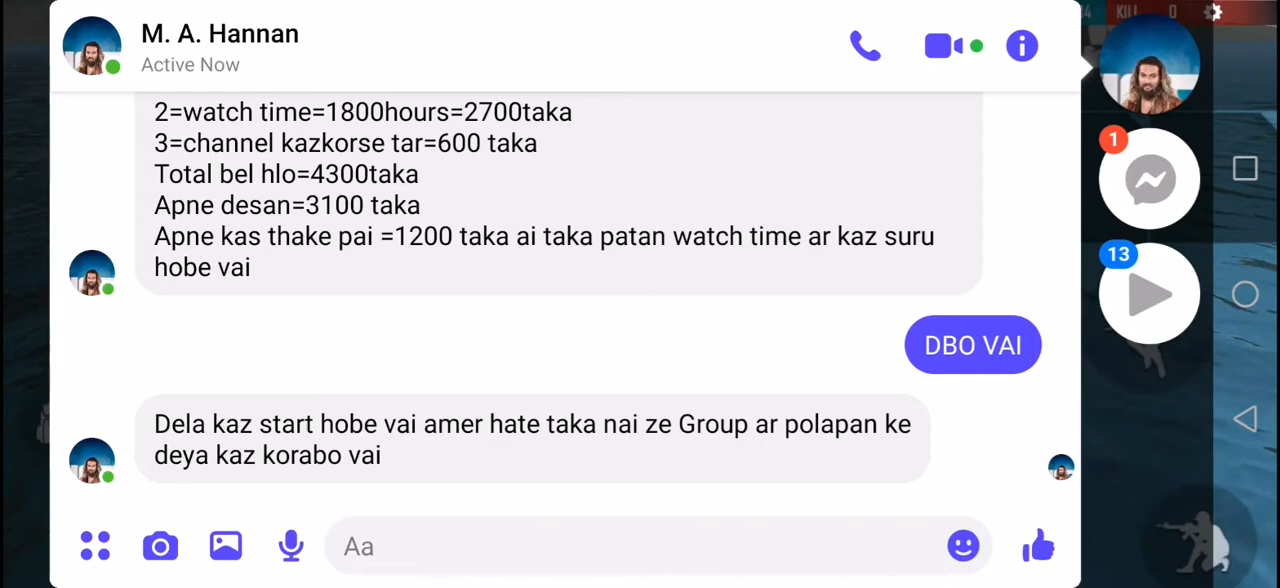 M. A. Hannan
Active Now
2=watch time=1800hours=2700taka
3=channel kazkorse tar=600 taka
Total bel hlo=4300taka
Apne desan=3100 taka
Apne kas thake pai =1200 taka ai taka patan watch time ar kaz suru
hobe vai
DBO VAI
Dela kaz start hobe vai amer hate taka nai ze Group ar polapan ke
deya kaz korabo vai
Aa
KILL 0
1
13